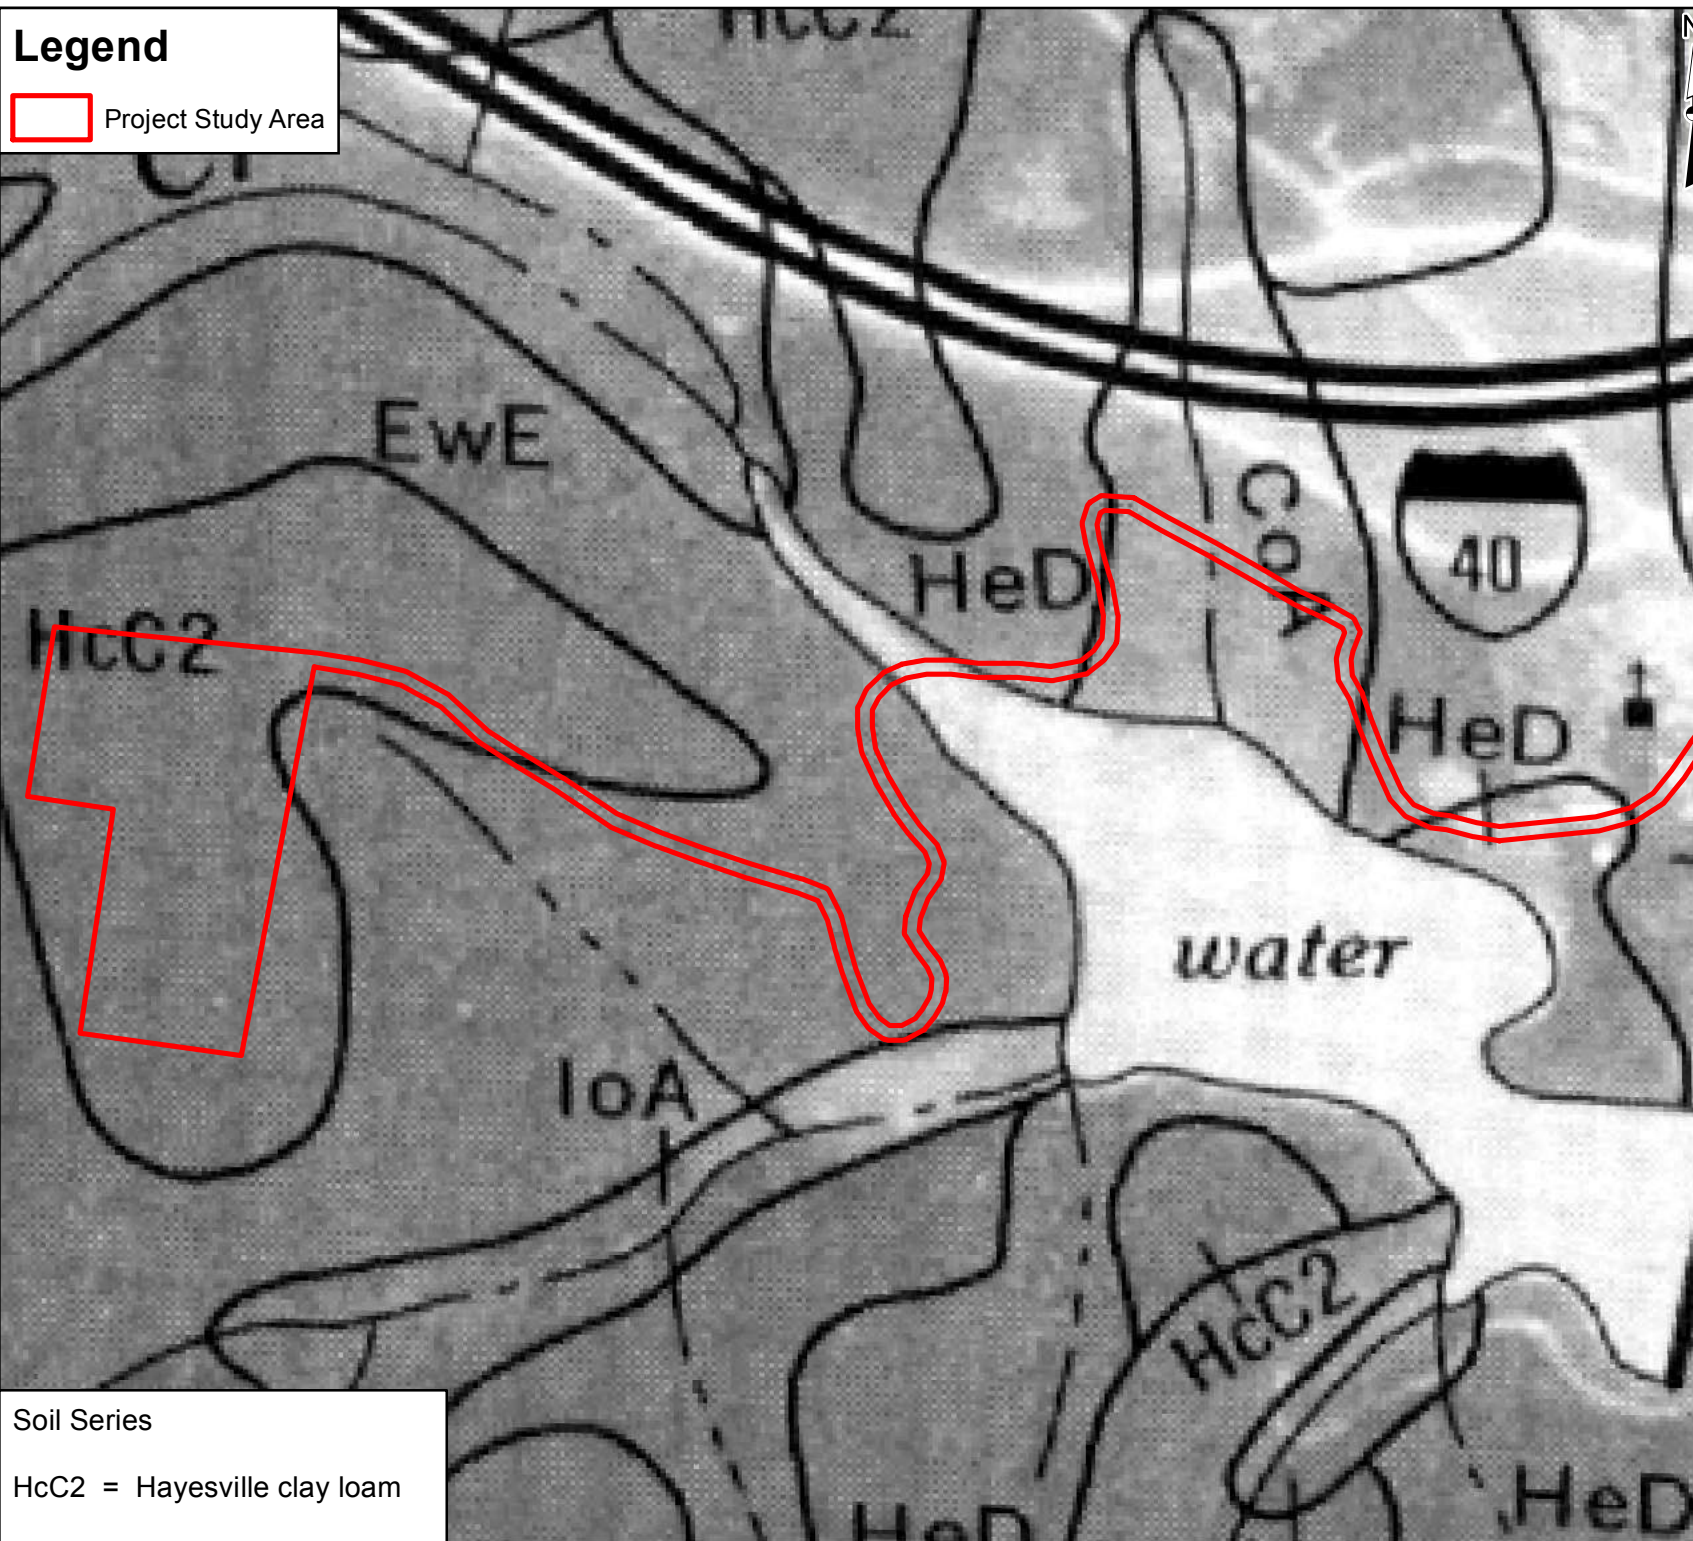 Legend
Project Study Area
HcC2
N
EwE
CoA
40
HeD
HcC2
HeD
water
IoA
HcC2
HeD
HeD
Soil Series
HcC2 = Hayesville clay loam